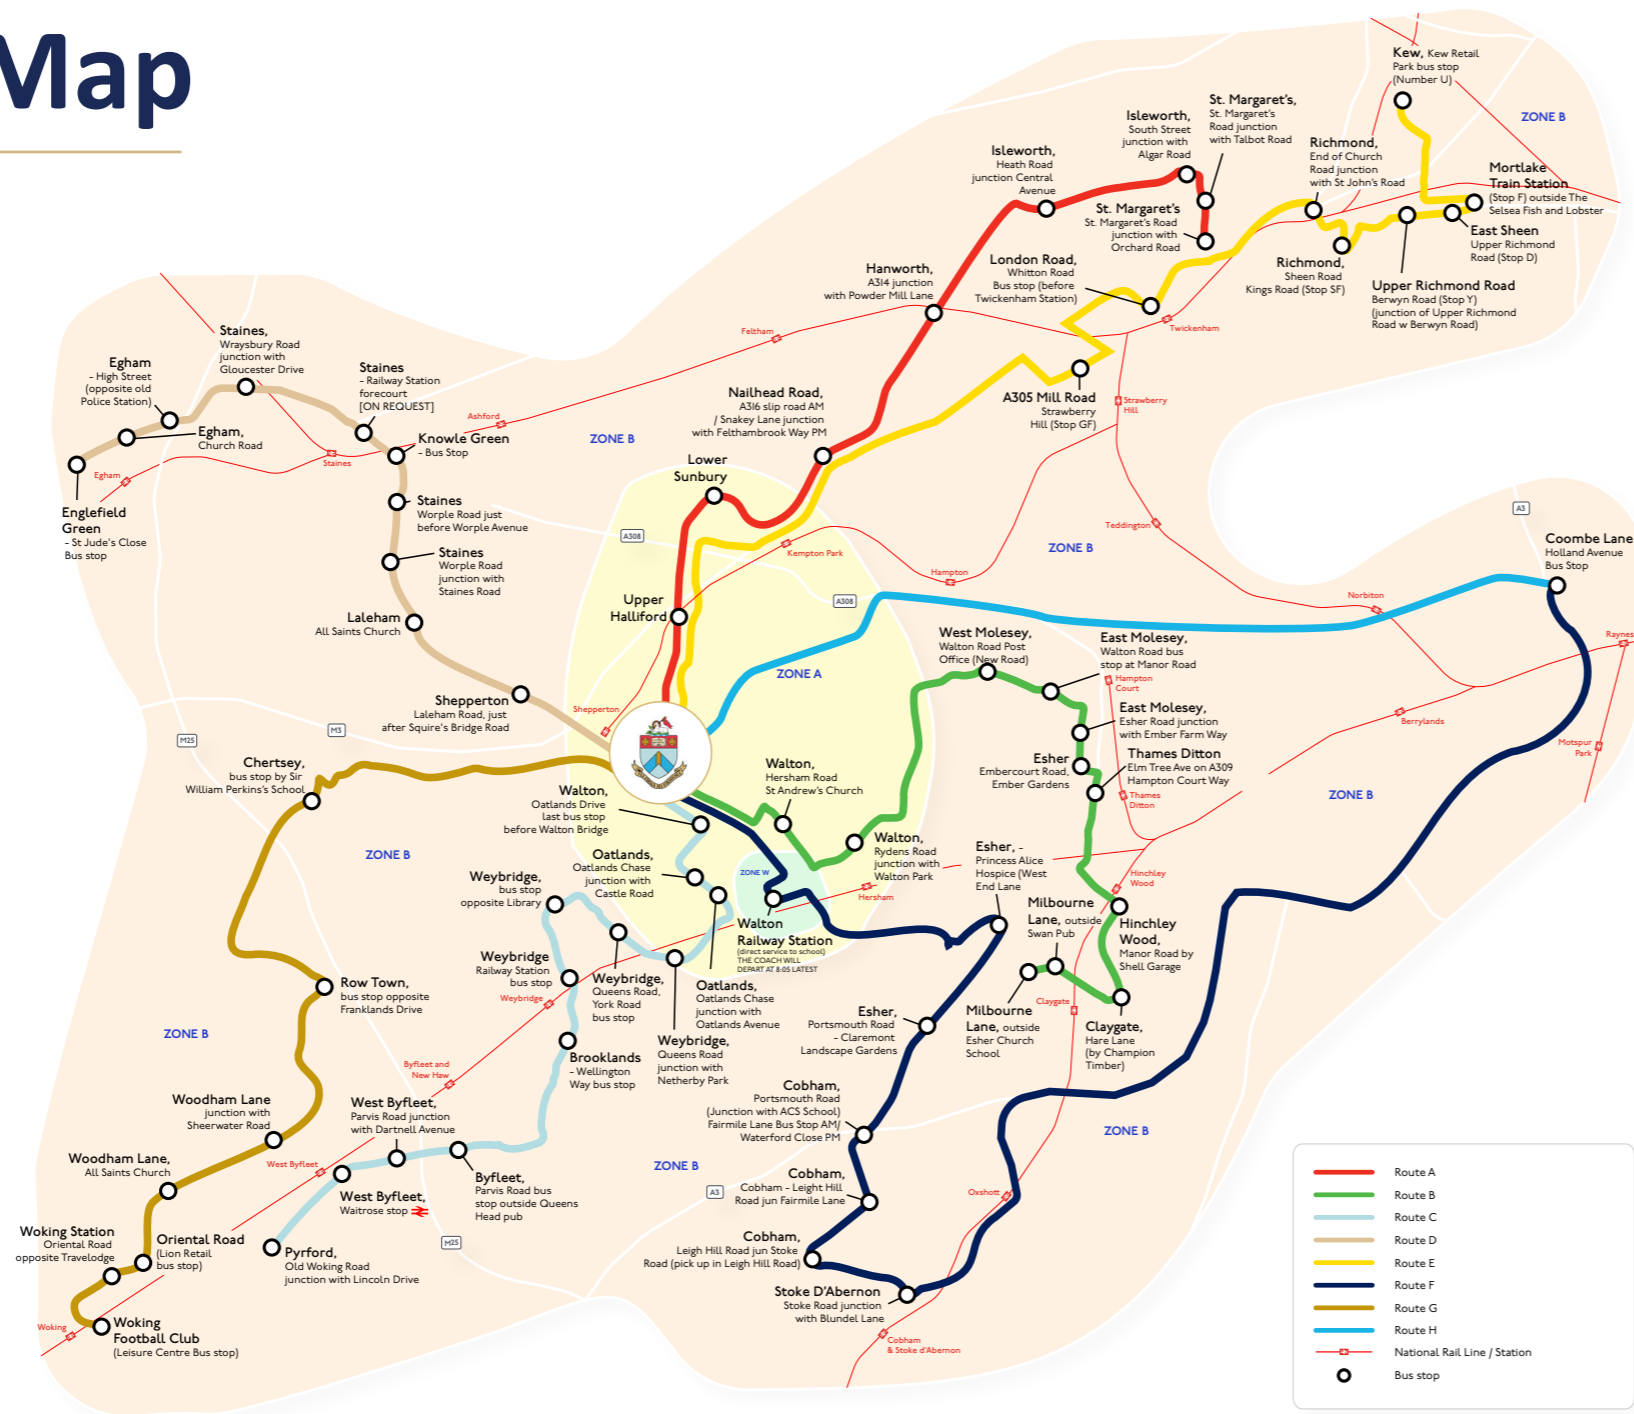 Map
Kew, Kew Retail
Park bus stop
(Number U)
ZONE B
St. Margaret's,
St. Margaret's
Road junction
with Talbot Road
Isleworth,
South Street
junction with
Algar Road
Richmond,
End of Church
Road junction
with St John's Road
Isleworth,
Heath Road
junction Central
Avenue
Mortlake
Train Station
(Stop F) outside The
Selsea Fish and Lobster
St. Margaret's
St. Margaret's Road
junction with
Orchard Road
East Sheen
Upper Richmond
Road (Stop D)
London Road,
Whitton Road
Bus stop (before
Twickenham Station)
Richmond,
Sheen Road
Kings Road (Stop SF)
Upper Richmond Road
Berwyn Road (Stop Y)
(junction of Upper Richmond
Road w Berwyn Road)
Hanworth,
A314 junction
with Powder Mill Lane
Twickenham
Feltham
Staines,
Wraysbury Road
junction with
Gloucester Drive
Egham
- High Street
(opposite old
Police Station)
Staines
- Railway Station
forecourt
[ON REQUEST]
Nailhead Road,
A316 slip road AM
/ Snakey Lane junction
with Felthambrook Way PM
A305 Mill Road
Strawberry
Hill (Stop GF)
Strawberry
Hill
Ashford
Egham,
Church Road
Knowle Green
- Bus Stop
ZONE B
Staines
Egham
Lower
Sunbury
Englefield
Green
- St Jude's Close
Bus stop
Staines
Worple Road just
before Worple Avenue
A308
A3
Teddington
Coombe Lane
Holland Avenue
Bus Stop
Staines
Worple Road
junction with
Staines Road
Kempton Park
ZONE B
Hampton
Upper
Halliford
A308
Norbiton
Laleham
All Saints Church
West Molesey,
Walton Road Post
Office (New Road)
East Molesey,
Walton Road bus
stop at Manor Road
Raynes
ZONE A
Hampton
Court
Shepperton
Laleham Road, just
after Squire's Bridge Road
Shepperton
East Molesey,
Esher Road junction
with Ember Farm Way
Berrylands
M25
M3
Motspur
Park
Chertsey,
bus stop by Sir
William Perkins's School
Walton,
Hersham Road
St Andrew's Church
Esher
Embercourt Road,
Ember Gardens
Thames Ditton
Elm Tree Ave on A309
Hampton Court Way
Thames
Ditton
ZONE B
Walton,
Oatlands Drive
last bus stop
before Walton Bridge
Walton,
Rydens Road
junction with
Walton Park
Esher, -
Princess Alice
Hospice (West
End Lane
ZONE B
Oatlands,
Oatlands Chase
junction with
Castle Road
ZONE W
Hersham
Hinchley
Wood
Weybridge,
bus stop
opposite Library
Milbourne
Lane, outside
Swan Pub
Hinchley
Wood,
Manor Road by
Shell Garage
Walton
Railway Station
(direct service to school)
THE COACH WILL
DEPART AT 8:05 LATEST
Weybridge
Railway Station
bus stop
Weybridge
Weybridge,
Queens Road,
York Road
bus stop
Oatlands,
Oatlands Chase
junction with
Oatlands Avenue
Row Town,
bus stop opposite
Franklands Drive
Claygate
Esher,
Portsmouth Road
- Claremont
Landscape Gardens
Milbourne
Lane, outside
Esher Church
School
Claygate,
Hare Lane
(by Champion
Timber)
ZONE B
Weybridge,
Queens Road
junction with
Netherby Park
Brooklands
- Wellington
Way bus stop
Byfleet and
New Haw
Cobham,
Portsmouth Road
(Junction with ACS School)
Fairmile Lane Bus Stop AM/
Waterford Close PM
Woodham Lane
junction with
Sheerwater Road
West Byfleet,
Parvis Road junction
with Dartnell Avenue
ZONE B
Woodham Lane,
All Saints Church
West Byfleet
ZONE B
Cobham,
Cobham - Leight Hill
Road jun Fairmile Lane
A3
Oxshott
West Byfleet,
Waitrose stop
Byfleet,
Parvis Road bus
stop outside Queens
Head pub
Woking Station
Oriental Road
opposite Travelodge
Oriental Road
(Lion Retail
bus stop)
Pyrford,
Old Woking Road
junction with Lincoln Drive
M25
Cobham,
Leigh Hill Road jun Stoke
Road (pick up in Leigh Hill Road)
Stoke D'Abernon
Stoke Road junction
with Blundel Lane
Woking
Woking
Football Club
(Leisure Centre Bus stop)
Cobham
& Stoke d'Abernon
Route A
Route B
Route C
Route D
Route E
Route F
Route G
Route H
National Rail Line / Station
Bus stop